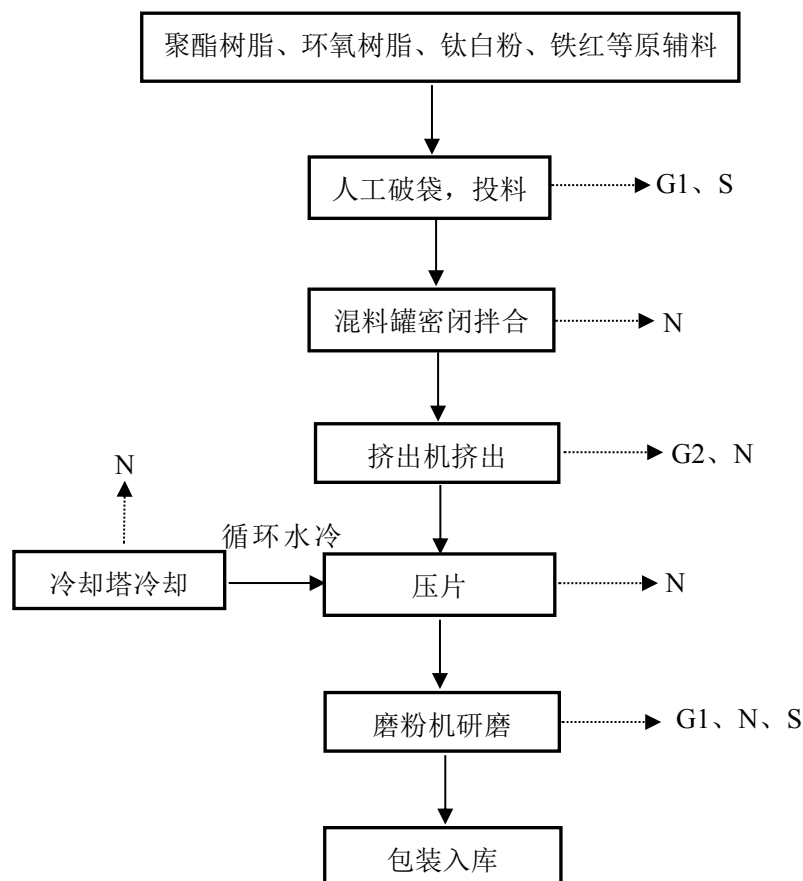 聚酯树脂、环氧树脂、钛白粉、铁红等原辅料
人工破袋，投料
G1、S
混料罐密闭拌合
N
挤出机挤出
G2、N
N
循环水冷
冷却塔冷却
压片
N
磨粉机研磨
G1、N、S
包装入库